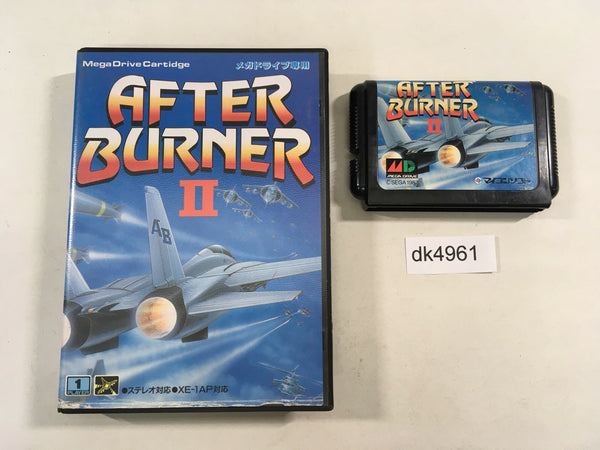 MegaDrive Cartidge
メガドライブ専用
AFTER
BURNER
II
AB
1
PLAYER
●ステレオ対応●XE-1AP対応
AFTER
BURNER
II
MD
MEGA DRIVE
©SEGA
マイコンソフト
dk4961